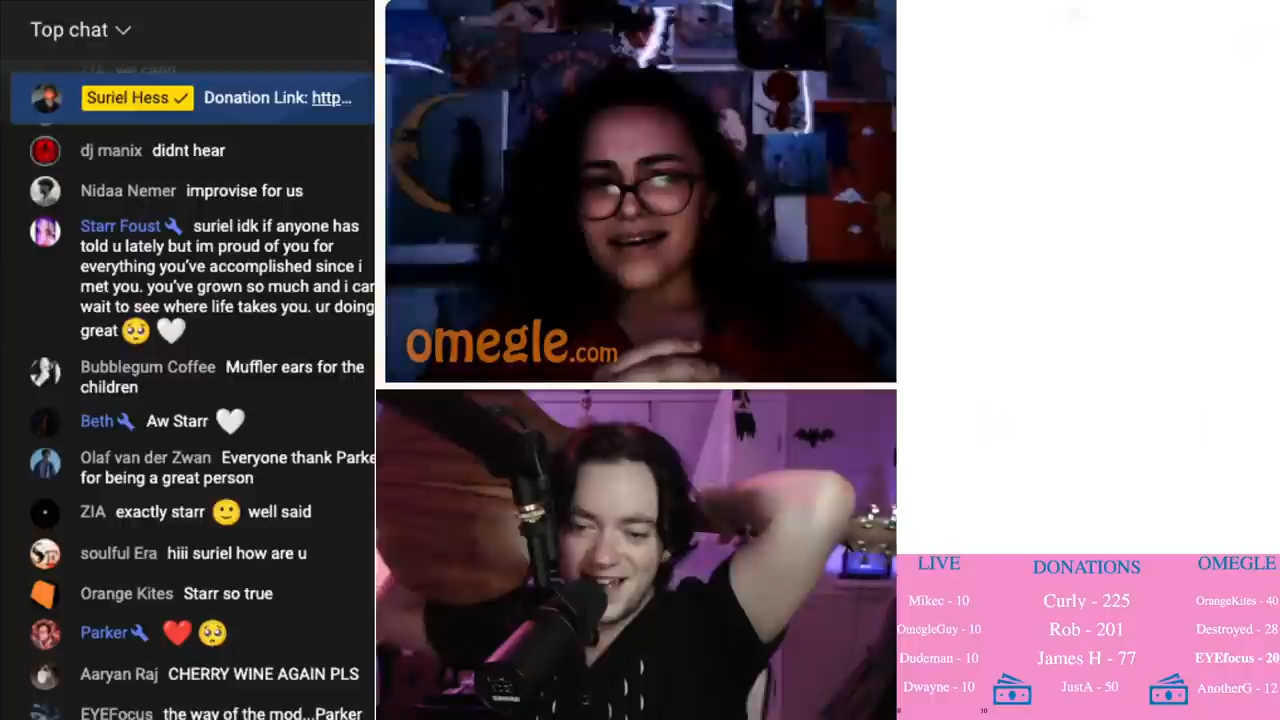 Top chat
Suriel Hess Donation Link: http...
dj manix didnt hear
Nidaa Nemer improvise for us
Starr Foust suriel idk if anyone has
told u lately but im proud of you for
everything you've accomplished since i
met you. you've grown so much and i can
wait to see where life takes you. ur doing
great 🥺 🤍
Bubblegum Coffee Muffler ears for the
children
Beth Aw Starr 🤍
Olaf van der Zwan Everyone thank Parke
for being a great person
ZIA exactly starr 🙂 well said
soulful Era hiii suriel how are u
Orange Kites Starr so true
Parker ❤️ 🥺
Aaryan Raj CHERRY WINE AGAIN PLS
EYEFocus the way of the mod...Parker
omegle.com
LIVE
Mikec - 10
OmegleGuy - 10
Dudeman - 10
Dwayne - 10
DONATIONS
Curly - 225
Rob - 201
James H - 77
JustA - 50
OMEGLE
OrangeKites - 40
Destroyed - 28
EYEfocus - 20
AnotherG - 12